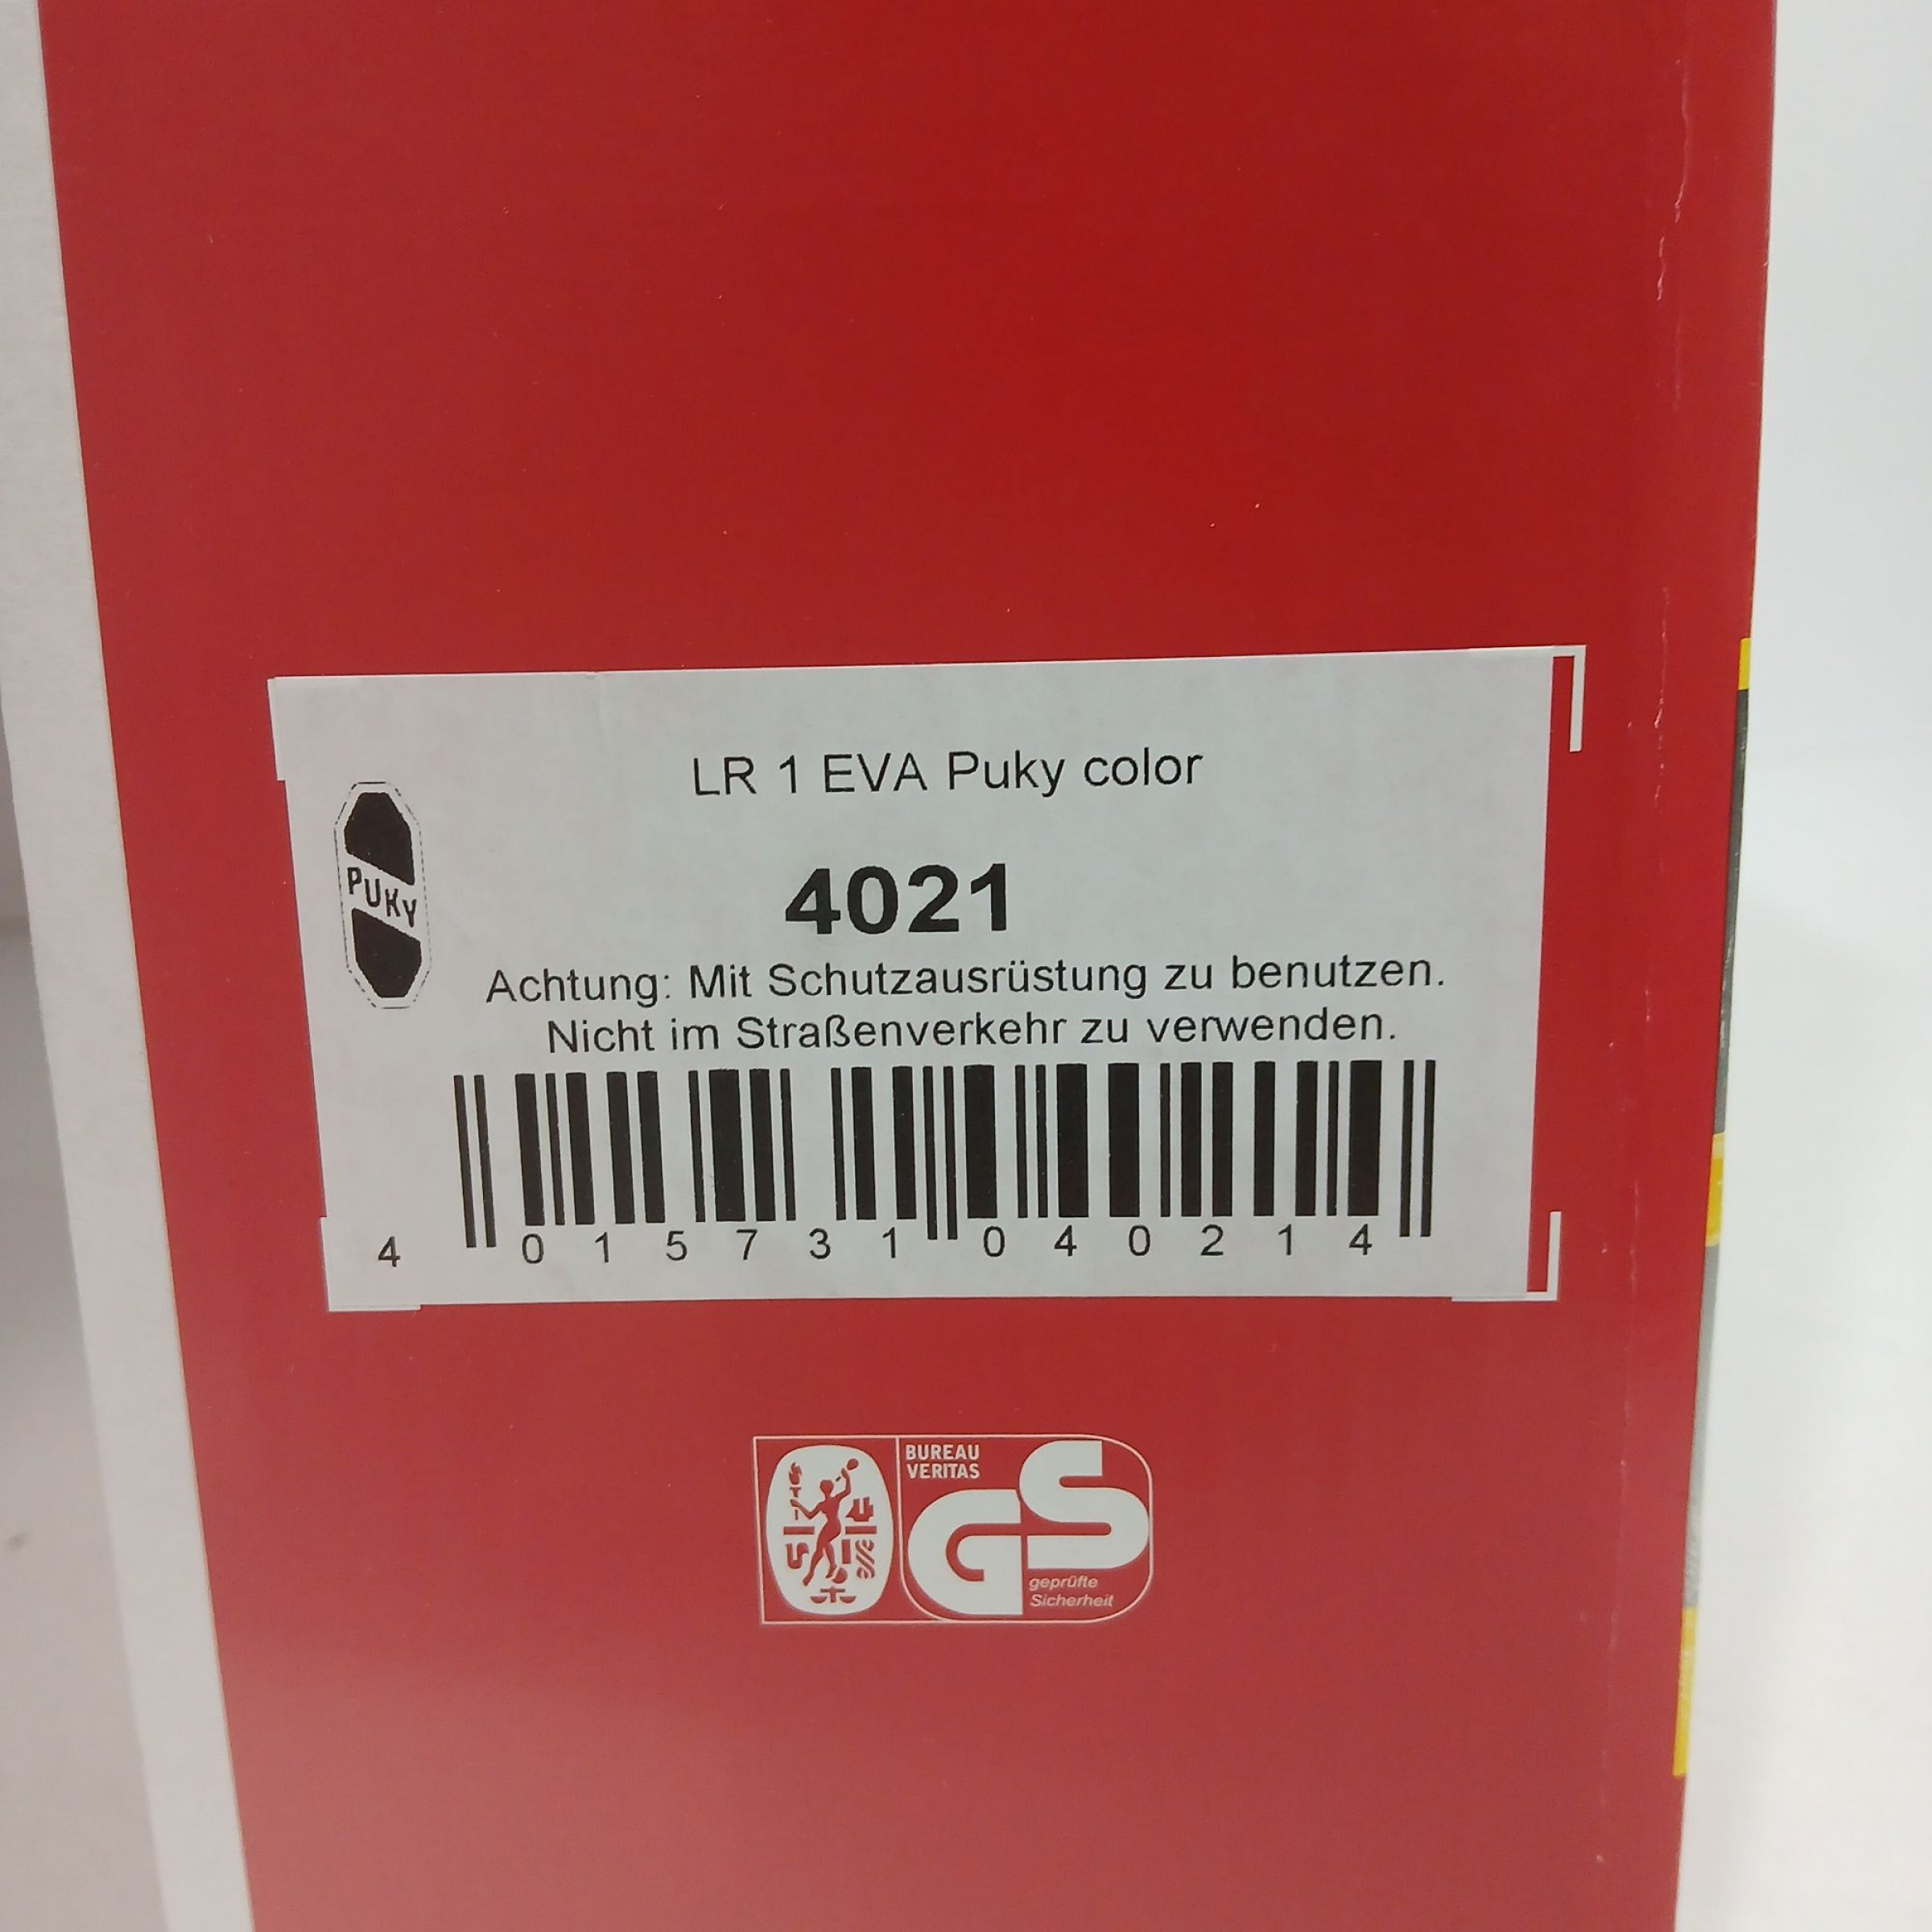 LR 1 EVA Puky color
PUKY
4021
Achtung: Mit Schutzausrüstung zu benutzen.
Nicht im Straßenverkehr zu verwenden.
4 015731 040214
BUREAU
VERITAS
GS
geprüfte
Sicherheit